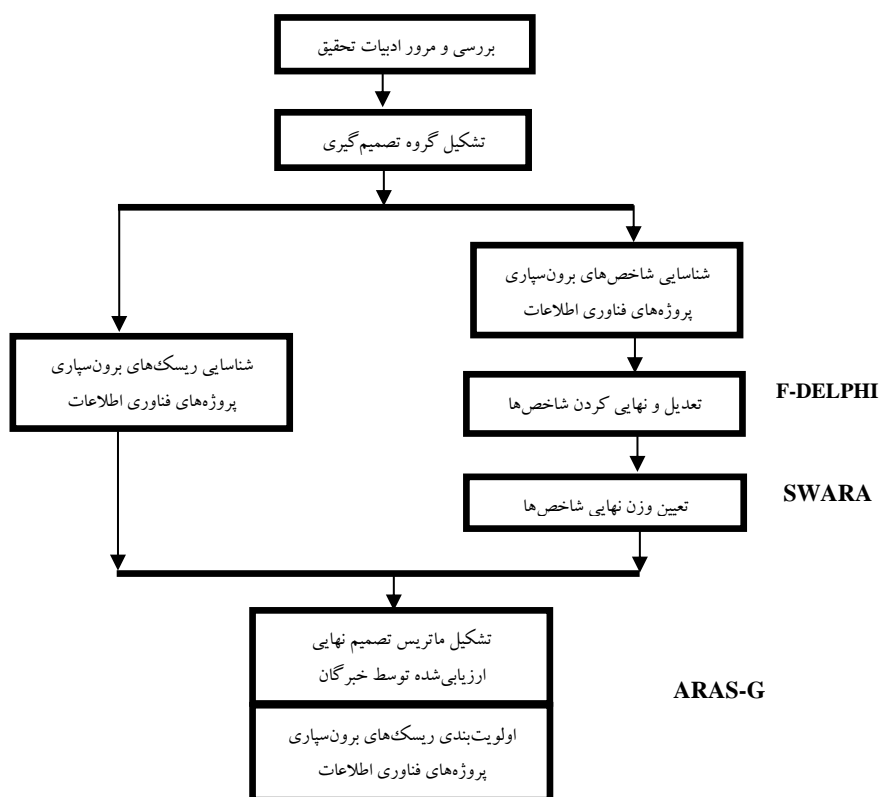 بررسی و مرور ادبیات تحقیق
تشکیل گروه تصمیم‌گیری
شناسایی شاخص‌های برون‌سپاری
پروژه‌های فناوری اطلاعات
شناسایی ریسک‌های برون‌سپاری
پروژه‌های فناوری اطلاعات
تعدیل و نهایی کردن شاخص‌ها
F-DELPHI
تعیین وزن نهایی شاخص‌ها
SWARA
تشکیل ماتریس تصمیم نهایی
ارزیابی‌شده توسط خبرگان
ARAS-G
اولویت‌بندی ریسک‌های برون‌سپاری
پروژه‌های فناوری اطلاعات